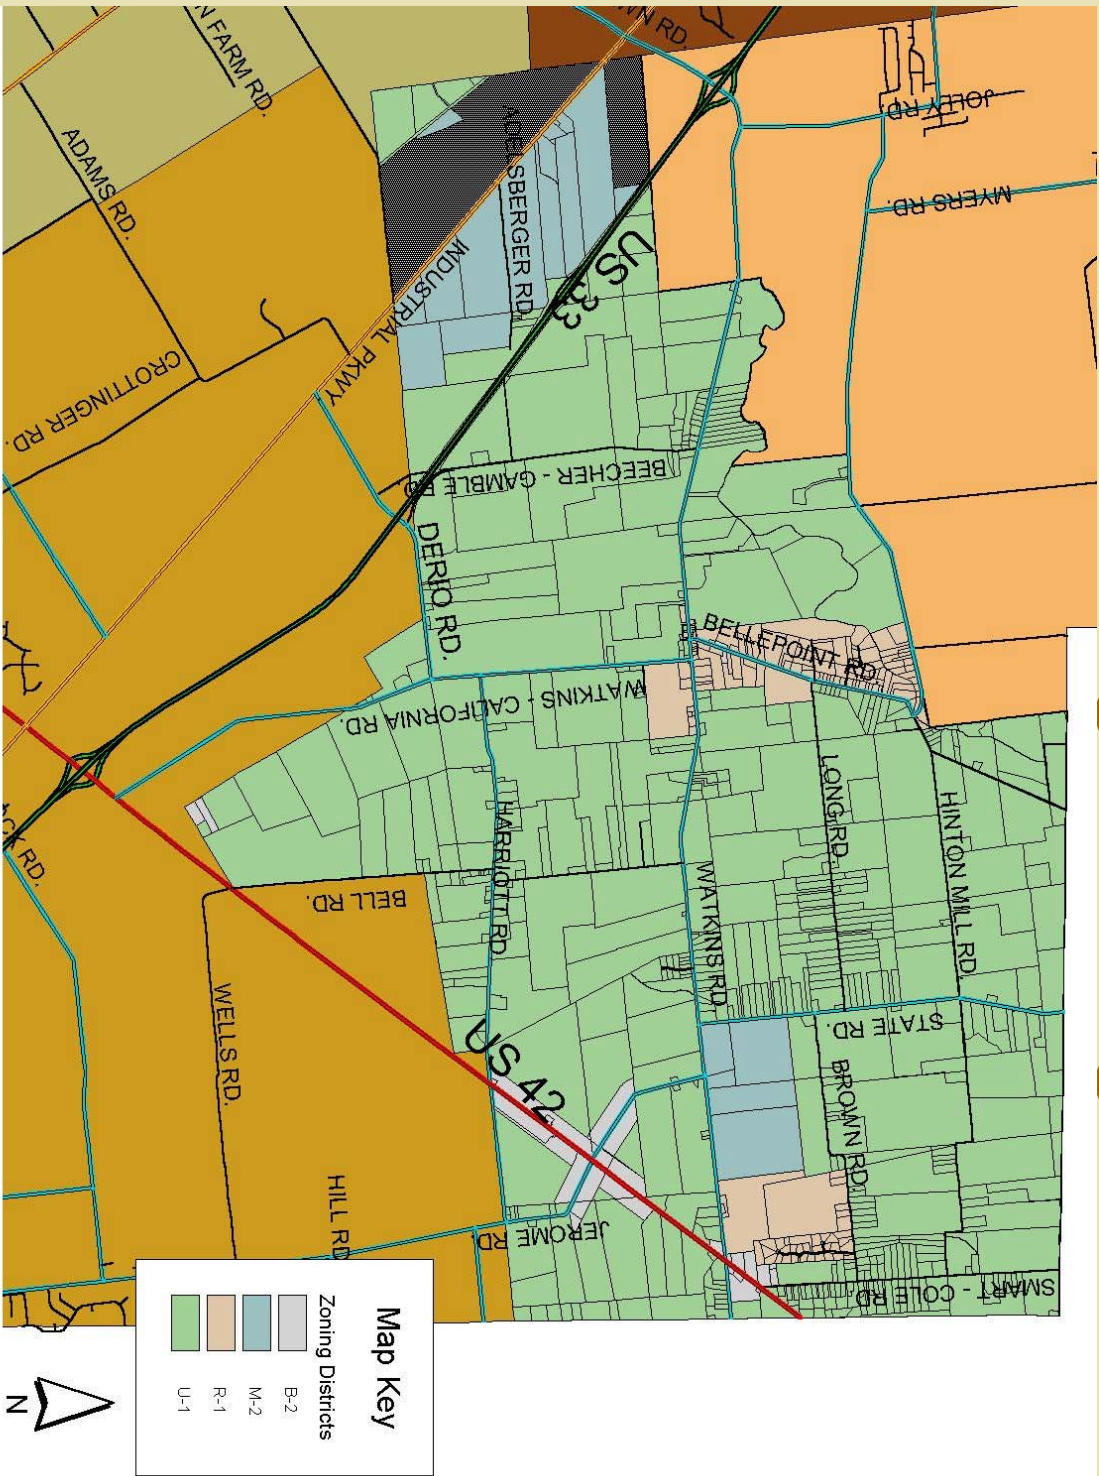 FARM RD.
ADAMS RD.
CROTTINGER RD.
INDUSTRIAL PKWY
ADELSBERGER RD.
US 33
JOLLY RD.
MYERS RD.
BEECHER - GAMBLE RD
DERIO RD.
BELLEPOINT RD.
WATKINS - CALIFORNIA RD.
HARRIOTT RD.
LONG RD.
HINTON MILL RD.
WATKINS RD.
BELL RD.
WELLS RD.
STATE RD.
BROWN RD.
US 42
HILL RD
JEROME RD.
SMART - COLE RD.
Map Key
Zoning Districts
B-2
M-2
R-1
U-1
N